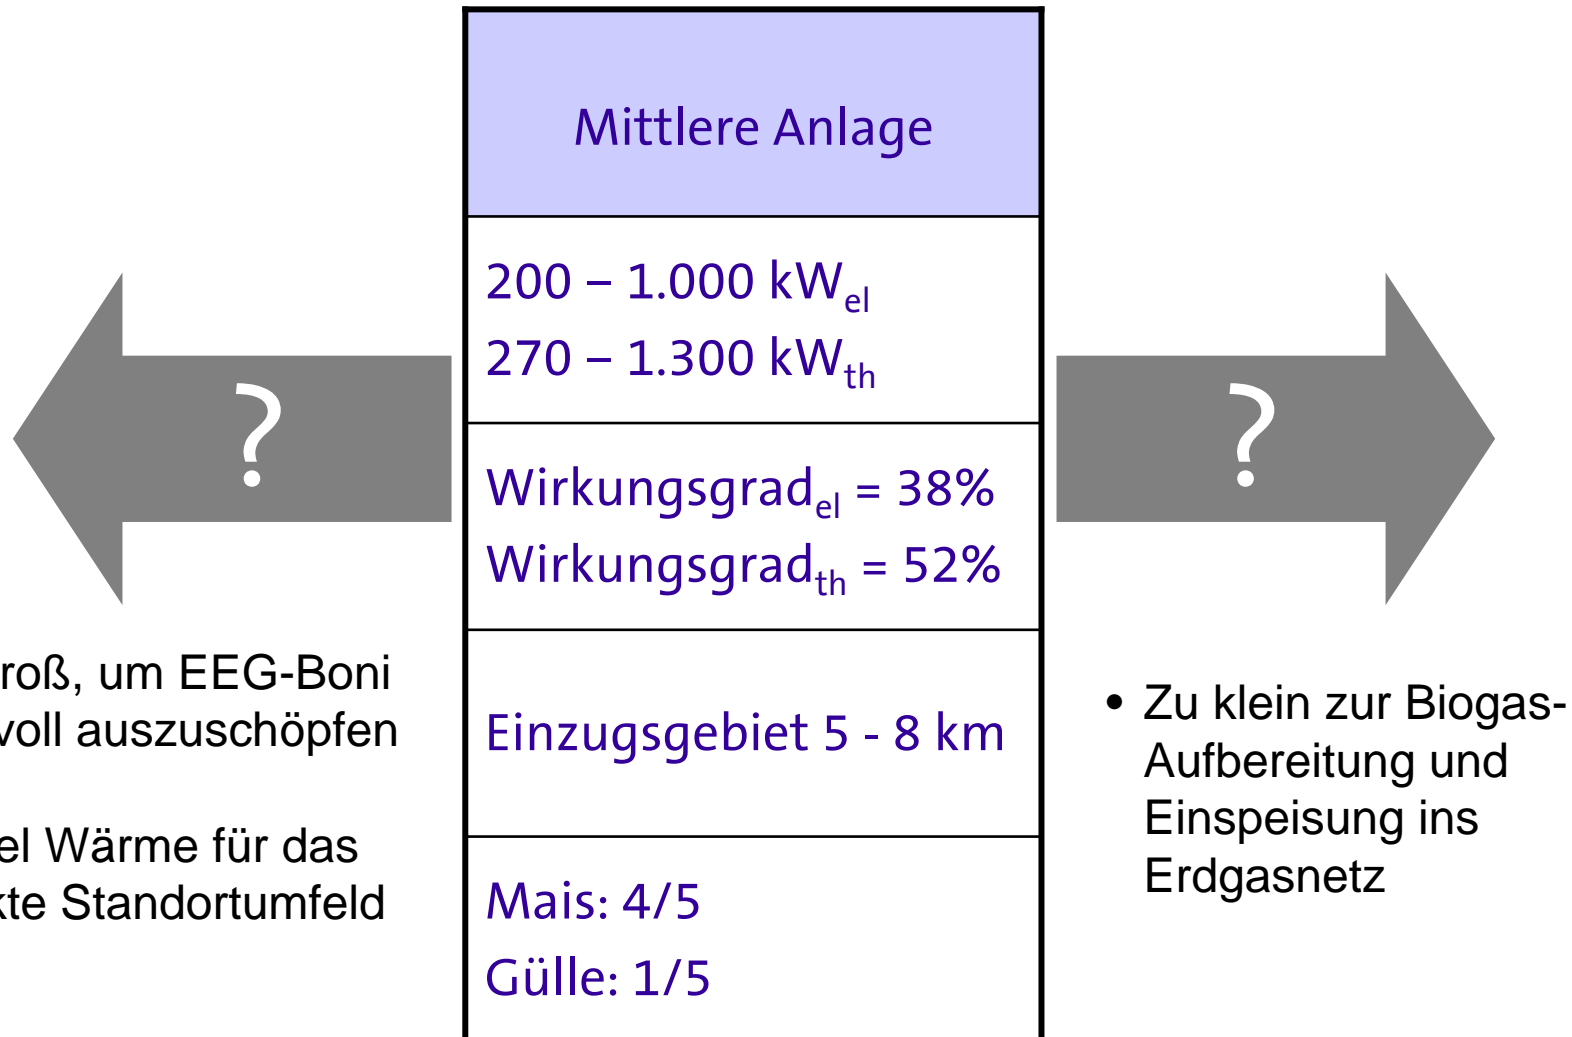 Mittlere Anlage
200 – 1.000 kWel
270 – 1.300 kWth
?
?
Wirkungsgradel = 38%
Wirkungsgradth = 52%
roß, um EEG-Boni
voll auszuschöpfen
el Wärme für das
kte Standortumfeld
Einzugsgebiet 5 - 8 km
Mais: 4/5
Gülle: 1/5
• Zu klein zur Biogas-
Aufbereitung und
Einspeisung ins
Erdgasnetz